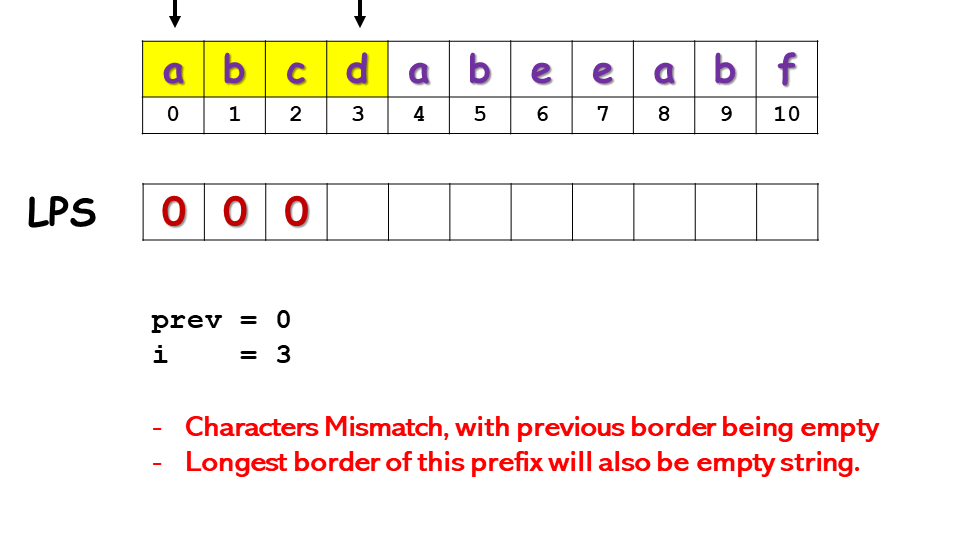 a b c d a b e e a b f
0 1 2 3 4 5 6 7 8 9 10
LPS 0 0 0
prev = 0
i = 3
- Characters Mismatch, with previous border being empty
- Longest border of this prefix will also be empty string.